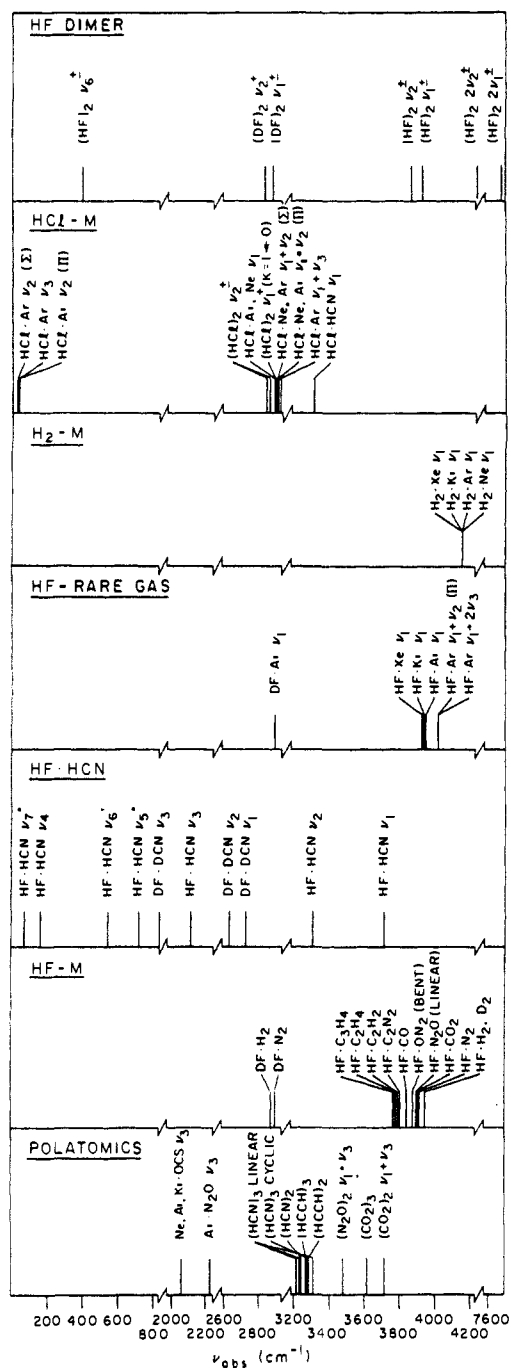 HF DIMER
(HF)2 ν6±
(DF)2 ν2±
(DF)2 ν1±
(HF)2 ν2±
(HF)2 ν1±
(HF)2 2ν2±
(HF)2 2ν1±
HCl-M
HCl·Ar ν2 (Σ)
HCl·Ar ν3
HCl·Ar ν2 (Π)
(HCl)2 ν2±
HCl·Ar, Ne ν1
(HCl)2 ν1± (K=1←0)
HCl·Ne, Ar ν1+ν2 (Σ)
HCl·Ne, Ar ν1+ν2 (Π)
HCl·Ar ν1+ν3
HCl·HCN ν1
H2-M
H2·Xe ν1
H2·Kr ν1
H2·Ar ν1
H2·Ne ν1
HF-RARE GAS
DF·Ar ν1
HF·Xe ν1
HF·Kr ν1
HF·Ar ν1
HF·Ar ν1+ν2 (Π)
HF·Ar ν1+2ν3
HF·HCN
HF·HCN ν7
HF·HCN ν4
HF·HCN ν6
HF·HCN ν5
DF·DCN ν3
HF·HCN ν3
DF·DCN ν2
DF·DCN ν1
HF·HCN ν2
HF·HCN ν1
HF-M
DF·H2
DF·N2
HF·C3H4
HF·C2H4
HF·C2H2
HF·C2N2
HF·CO
HF·ON2 (BENT)
HF·N2O (LINEAR)
HF·CO2
HF·N2
HF·H2, D2
POLATOMICS
Ne, Ar, Kr·OCS ν3
Ar·N2O ν3
(HCN)3 LINEAR
(HCN)3 CYCLIC
(HCN)2
(HCCH)3
(HCCH)2
(N2O)2 ν1+ν3
(CO2)3
(CO2)2 ν1+ν3
200 400 600 800 2000 2200 2600 2800 3200 3400 3600 3800 4000 4200 7600
800 2600
νobs (cm⁻¹)